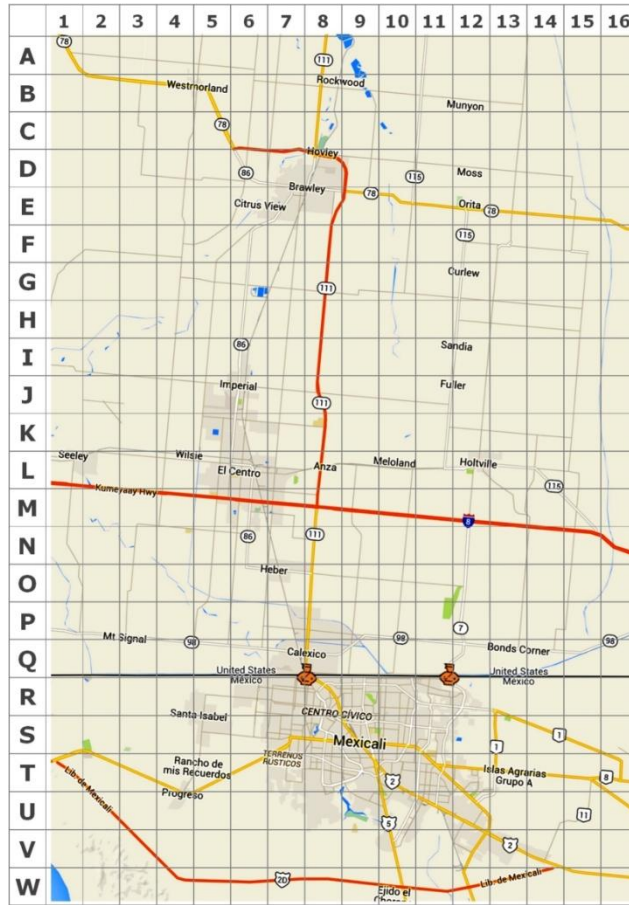 1 2 3 4 5 6 7 8 9 10 11 12 13 14 15 16
A
78
111
Rockwood
B
Westmorland
Munyon
C
78
Hovley
D
86
115
Moss
Brawley
78
E
Citrus View
Orita
78
F
115
G
Curlew
111
H
I
86
Sandia
J
Imperial
Fuller
111
K
L
Seeley
Wilsie
El Centro
Anza
Meloland
Holtville
115
M
Kumeyaay Hwy
8
N
86
111
O
Heber
P
7
Mt Signal
98
98
98
Q
Calexico
Bonds Corner
United States
Mexico
United States
Mexico
R
Santa Isabel
CENTRO CÍVICO
S
Mexicali
1
1
T
Rancho de
mis Recuerdos
TERRENOS
RUSTICOS
Islas Agrarias
Grupo A
8
Lib. de Mexicali
2
U
Progreso
5
11
V
2
W
2D
Lib. de Mexicali
Ejido el